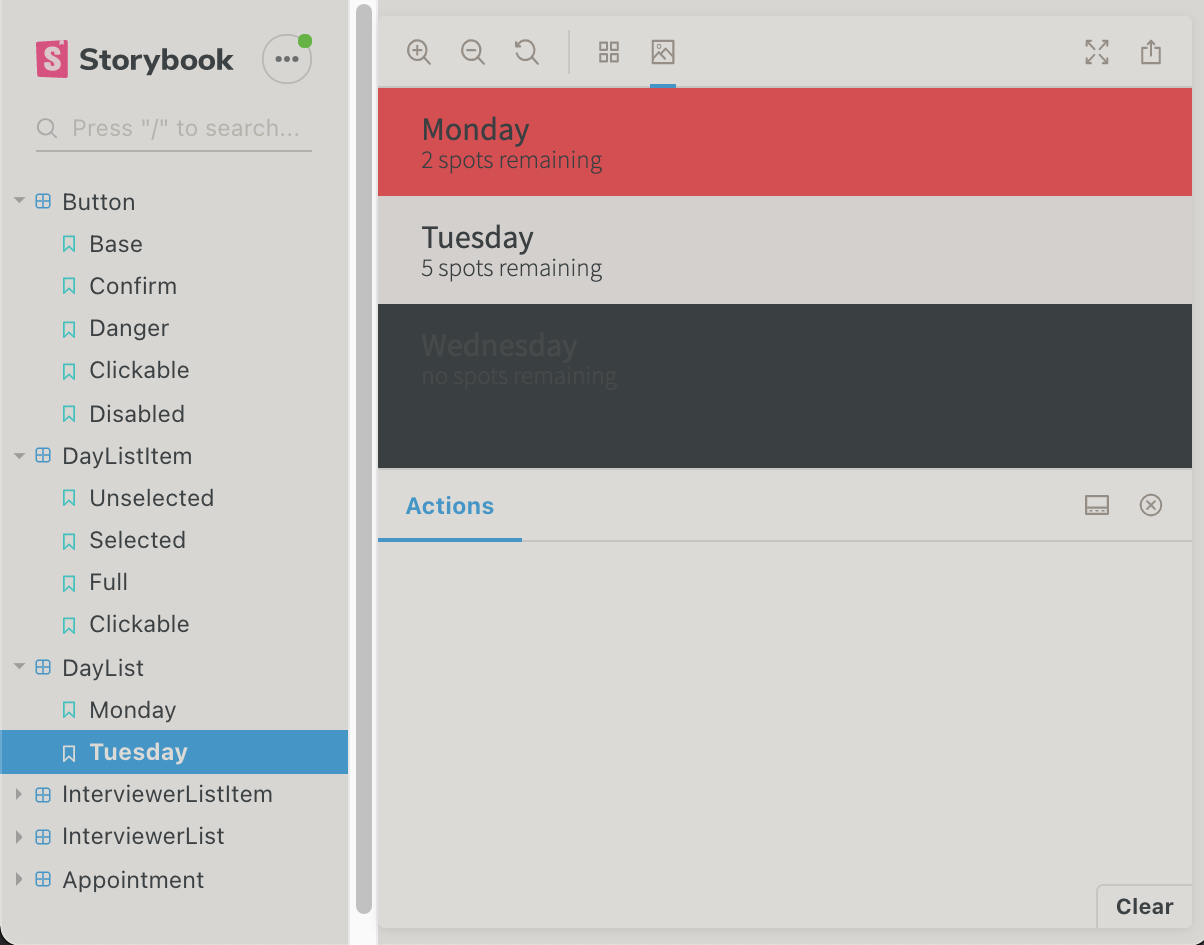 Storybook
Press "/" to search...
Button
Base
Confirm
Danger
Clickable
Disabled
DayListItem
Unselected
Selected
Full
Clickable
DayList
Monday
Tuesday
InterviewerListItem
InterviewerList
Appointment
Monday
2 spots remaining
Tuesday
5 spots remaining
Wednesday
no spots remaining
Actions
Clear